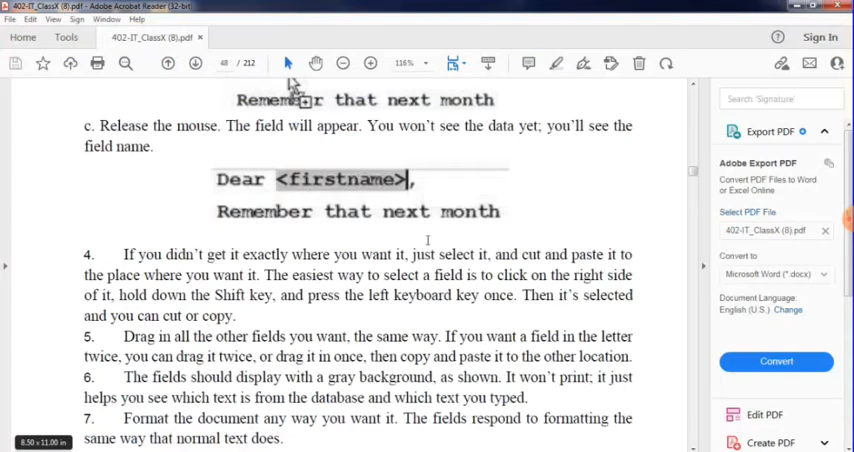 402-IT_ClassX (8).pdf - Adobe Acrobat Reader (32-bit)
File Edit View Sign Window Help
Home Tools 402-IT_ClassX (8).pdf × Sign In
48 / 212 116%
Remember that next month
c. Release the mouse. The field will appear. You won't see the data yet; you'll see the
field name.
Dear <firstname>,
Remember that next month
4. If you didn't get it exactly where you want it, just select it, and cut and paste it to
the place where you want it. The easiest way to select a field is to click on the right side
of it, hold down the Shift key, and press the left keyboard key once. Then it's selected
and you can cut or copy.
5. Drag in all the other fields you want, the same way. If you want a field in the letter
twice, you can drag it twice, or drag it in once, then copy and paste it to the other location.
6. The fields should display with a gray background, as shown. It won't print; it just
helps you see which text is from the database and which text you typed.
7. Format the document any way you want it. The fields respond to formatting the
same way that normal text does.
8.50 x 11.00 in
Search 'Signature'
Export PDF
Adobe Export PDF
Convert PDF Files to Word
or Excel Online
Select PDF File
402-IT_ClassX (8).pdf ×
Convert to
Microsoft Word (*.docx)
Document Language:
English (U.S.) Change
Convert
Edit PDF
Create PDF